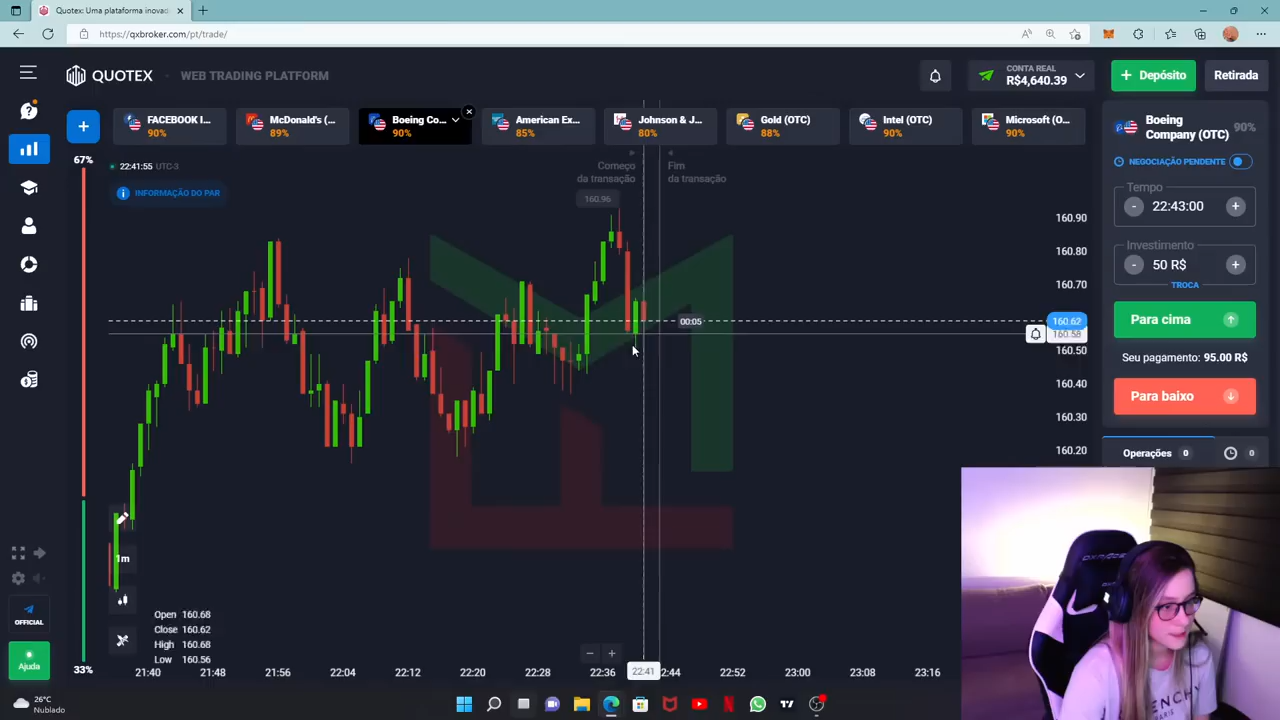 Quotex: Uma plataforma inovad
https://qxbroker.com/pt/trade/
QUOTEX
WEB TRADING PLATFORM
CONTA REAL
R$4,640.39
+ Depósito
Retirada
FACEBOOK I...
90%
McDonald's (...
89%
Boeing Co...
90%
American Ex...
85%
Johnson & J...
80%
Gold (OTC)
88%
Intel (OTC)
90%
Microsoft (O...
90%
67%
22:41:55 UTC-3
INFORMAÇÃO DO PAR
Começo
da transação
Fim
da transação
160.96
160.90
160.80
160.70
160.62
160.58
160.50
160.40
160.30
160.20
00:05
Boeing
Company (OTC)
90%
NEGOCIAÇÃO PENDENTE
Tempo
- 22:43:00 +
Investimento
- 50 R$ +
TROCA
Para cima
Seu pagamento: 95.00 R$
Para baixo
Operações 0
0
1m
Open 160.68
Close 160.62
High 160.68
Low 160.56
33%
OFFICIAL
Ajuda
21:40
21:48
21:56
22:04
22:12
22:20
22:28
22:36
22:41
2:44
22:52
23:00
23:08
23:16
26°C
Nublado